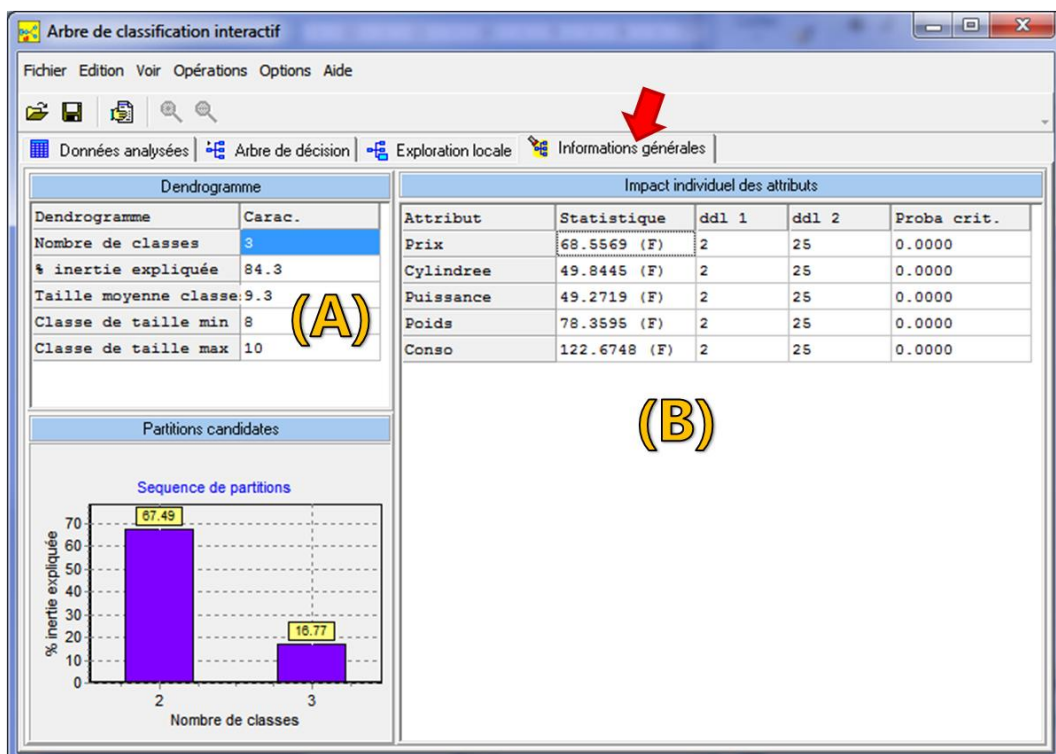 Arbre de classification interactif
Fichier Edition Voir Opérations Options Aide
Données analysées Arbre de décision Exploration locale Informations générales
Dendrogramme
Dendrogramme Carac.
Nombre de classes 3
% inertie expliquée 84.3
Taille moyenne classe: 9.3
Classe de taille min 8
Classe de taille max 10
(A)
Impact individuel des attributs
Attribut Statistique ddl 1 ddl 2 Proba crit.
Prix 68.5569 (F) 2 25 0.0000
Cylindree 49.8445 (F) 2 25 0.0000
Puissance 49.2719 (F) 2 25 0.0000
Poids 78.3595 (F) 2 25 0.0000
Conso 122.6748 (F) 2 25 0.0000
(B)
Partitions candidates
Sequence de partitions
% inertie expliquée
70
60
50
40
30
20
10
0
67.49
16.77
2 3
Nombre de classes